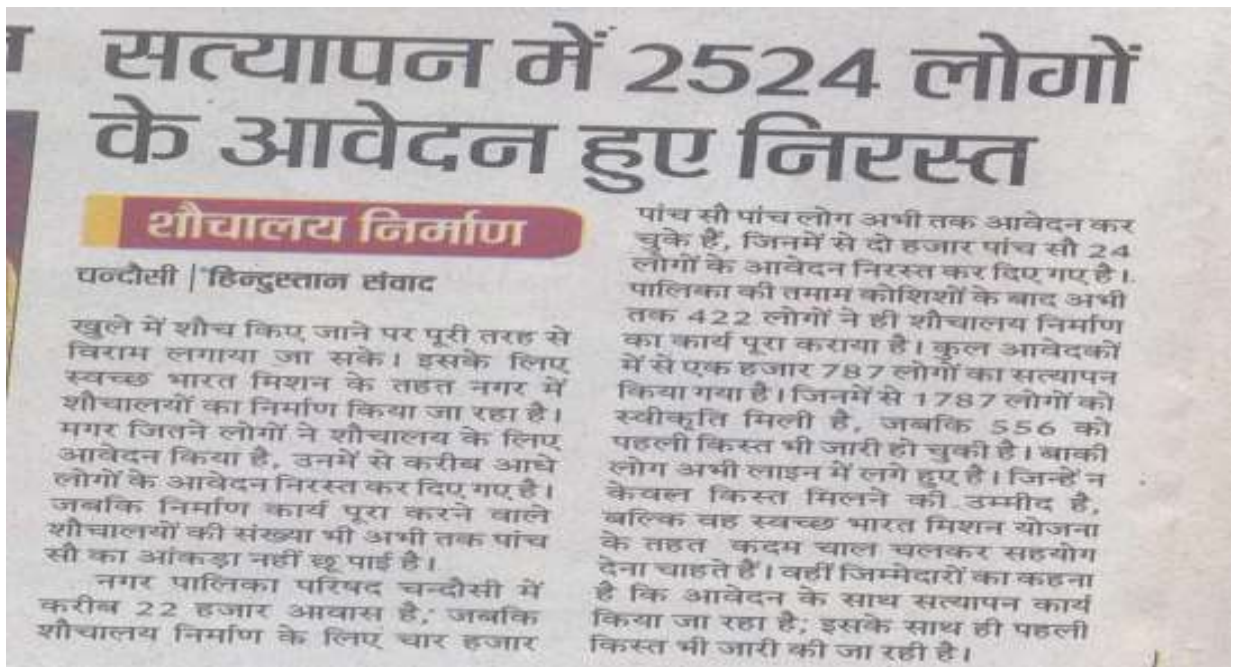 सत्यापन में 2524 लोगों
के आवेदन हुए निरस्त
शौचालय निर्माण
चन्दौसी | हिन्दुस्तान संवाद
खुले में शौच किए जाने पर पूरी तरह से
विराम लगाया जा सके। इसके लिए
स्वच्छ भारत मिशन के तहत नगर में
शौचालयों का निर्माण किया जा रहा है।
मगर जितने लोगों ने शौचालय के लिए
आवेदन किया है, उनमें से करीब आधे
लोगों के आवेदन निरस्त कर दिए गए है।
जबकि निर्माण कार्य पूरा करने वाले
शौचालयों की संख्या भी अभी तक पांच
सौ का आंकड़ा नहीं छू पाई है।
नगर पालिका परिषद चन्दौसी में
करीब 22 हजार आवास है, जबकि
शौचालय निर्माण के लिए चार हजार
पांच सौ पांच लोग अभी तक आवेदन कर
चुके हैं, जिनमें से दो हजार पांच सौ 24
लोगों के आवेदन निरस्त कर दिए गए है।
पालिका की तमाम कोशिशों के बाद अभी
तक 422 लोगों ने ही शौचालय निर्माण
का कार्य पूरा कराया है। कुल आवेदकों
में से एक हजार 787 लोगों का सत्यापन
किया गया है। जिनमें से 1787 लोगों को
स्वीकृति मिली है, जबकि 556 को
पहली किस्त भी जारी हो चुकी है। बाकी
लोग अभी लाइन में लगे हुए है। जिन्हें न
केवल किस्त मिलने की उम्मीद है,
बल्कि वह स्वच्छ भारत मिशन योजना
के तहत कदम चाल चलकर सहयोग
देना चाहते हैं। वहीं जिम्मेदारों का कहना
है कि आवेदन के साथ सत्यापन कार्य
किया जा रहा है, इसके साथ ही पहली
किस्त भी जारी की जा रही है।